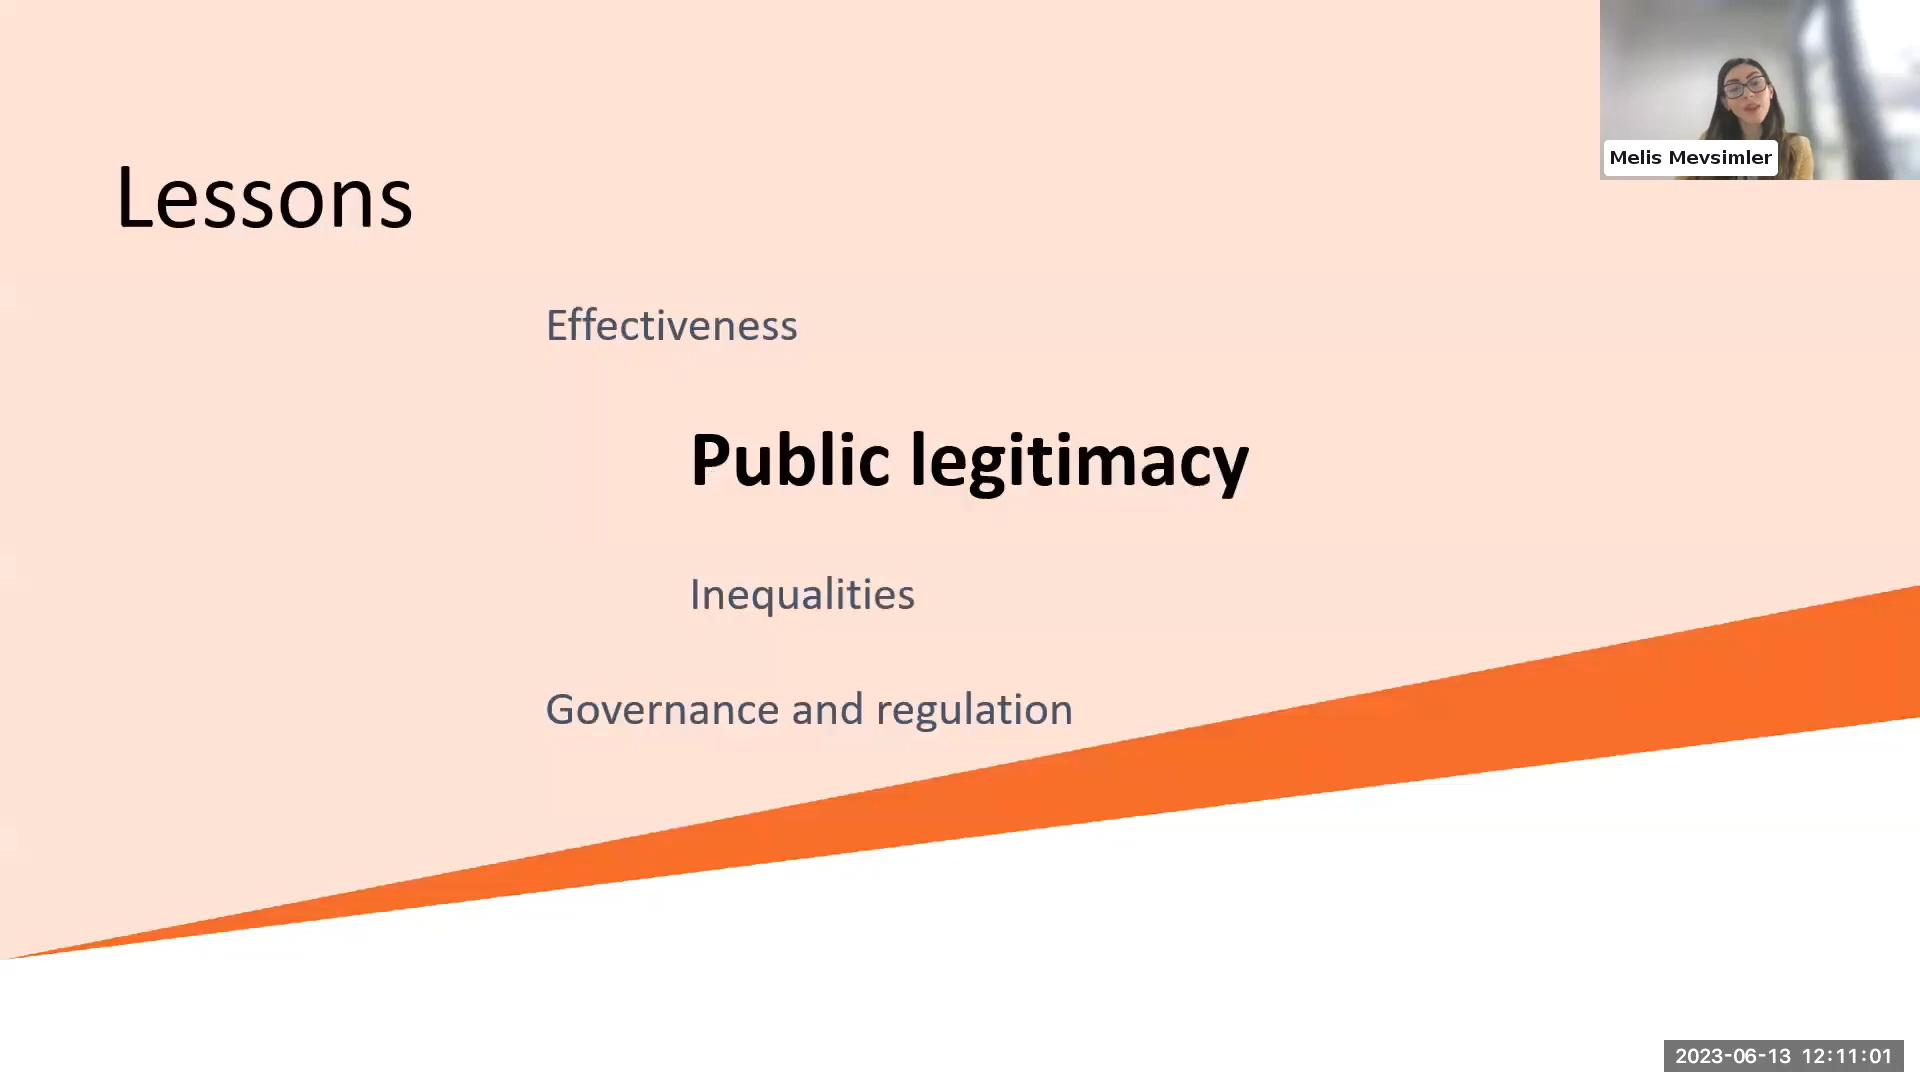 Melis Mevsimler
Lessons
Effectiveness
Public legitimacy
Inequalities
Governance and regulation
2023-06-13 12:11:01